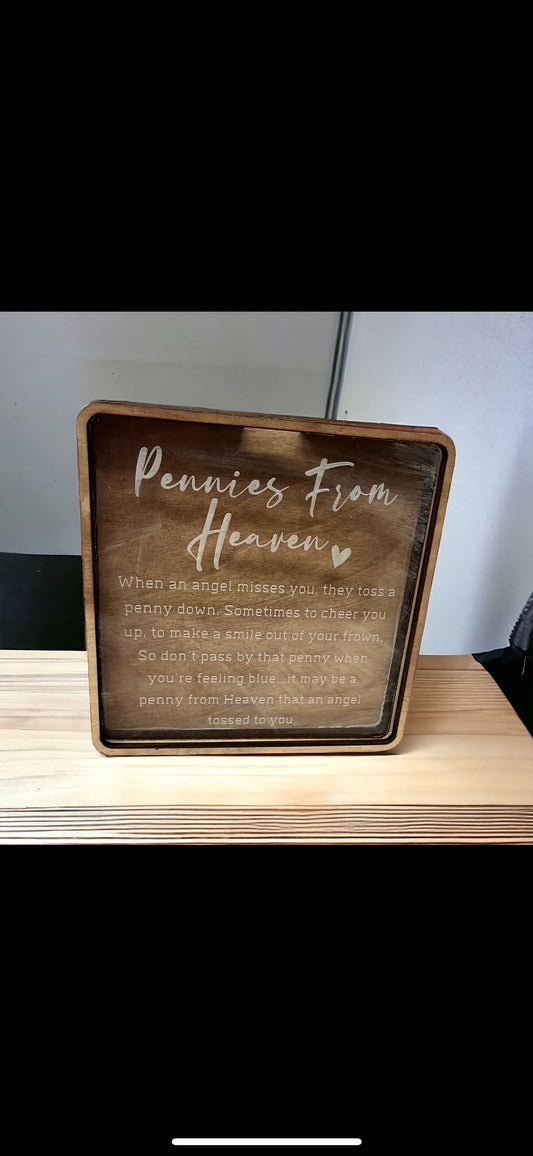 Pennies From
Heaven
When an angel misses you, they toss a
penny down. Sometimes to cheer you
up, to make a smile out of your frown,
So don't pass by that penny when
you're feeling blue...it may be a
penny from Heaven that an angel
tossed to you.